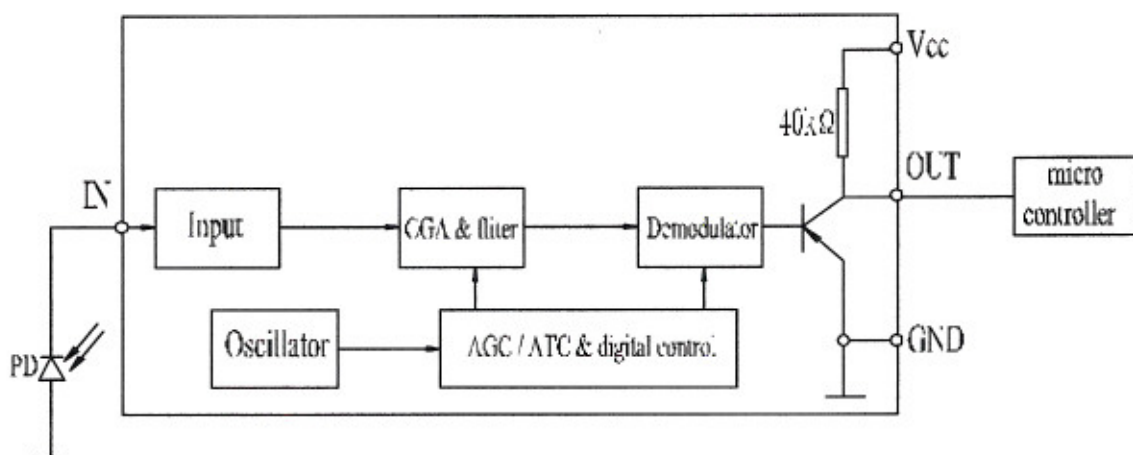 Vcc
40kΩ
OUT
micro
controller
IN
Input
CGA & fliter
Demodulator
Oscillator
AGC / ATC & digital control
GND
PD